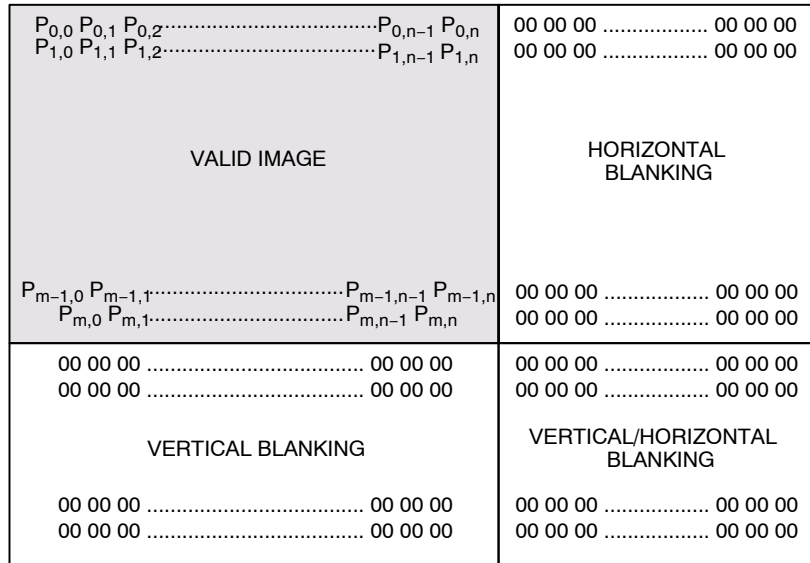 P0,0 P0,1 P0,2......................................P0,n−1 P0,n 00 00 00 .................. 00 00 00
P1,0 P1,1 P1,2......................................P1,n−1 P1,n 00 00 00 .................. 00 00 00
VALID IMAGE
HORIZONTAL
BLANKING
Pm−1,0 Pm−1,1..................................Pm−1,n−1 Pm−1,n 00 00 00 .................. 00 00 00
Pm,0 Pm,1..................................Pm,n−1 Pm,n 00 00 00 .................. 00 00 00
00 00 00 ..................................... 00 00 00 00 00 00 .................. 00 00 00
00 00 00 ..................................... 00 00 00 00 00 00 .................. 00 00 00
VERTICAL BLANKING
VERTICAL/HORIZONTAL
BLANKING
00 00 00 ..................................... 00 00 00 00 00 00 .................. 00 00 00
00 00 00 ..................................... 00 00 00 00 00 00 .................. 00 00 00